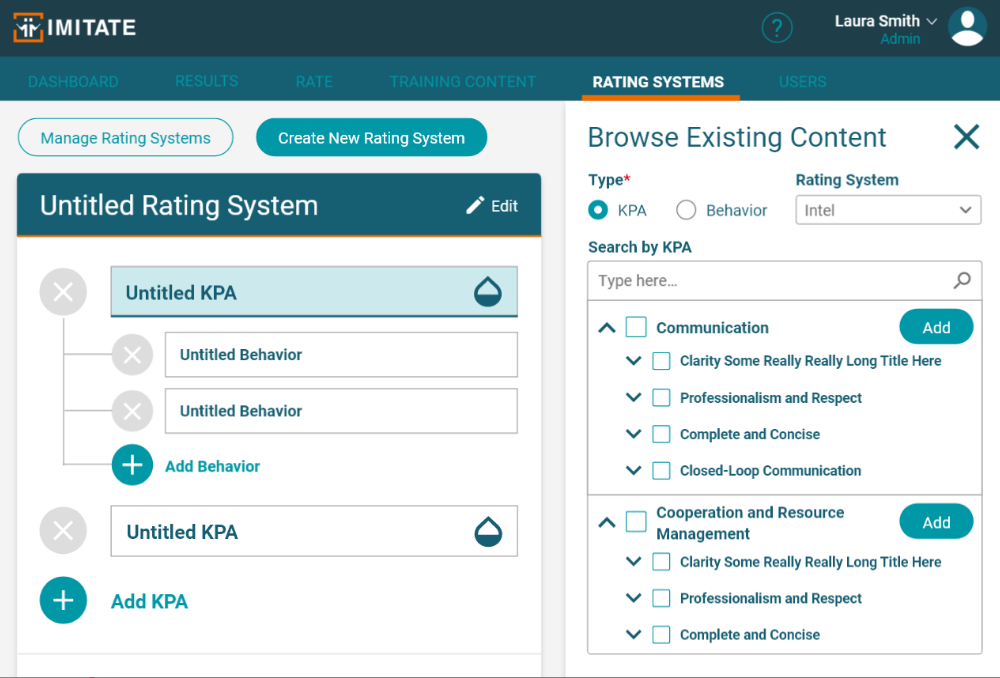 IMITATE
?
Laura Smith
Admin
DASHBOARD
RESULTS
RATE
TRAINING CONTENT
RATING SYSTEMS
USERS
Manage Rating Systems
Create New Rating System
Untitled Rating System
Edit
Untitled KPA
Untitled Behavior
Untitled Behavior
Add Behavior
Untitled KPA
Add KPA
Browse Existing Content
Type*
Rating System
KPA
Behavior
Intel
Search by KPA
Type here...
Communication
Add
Clarity Some Really Really Long Title Here
Professionalism and Respect
Complete and Concise
Closed-Loop Communication
Cooperation and Resource
Management
Add
Clarity Some Really Really Long Title Here
Professionalism and Respect
Complete and Concise